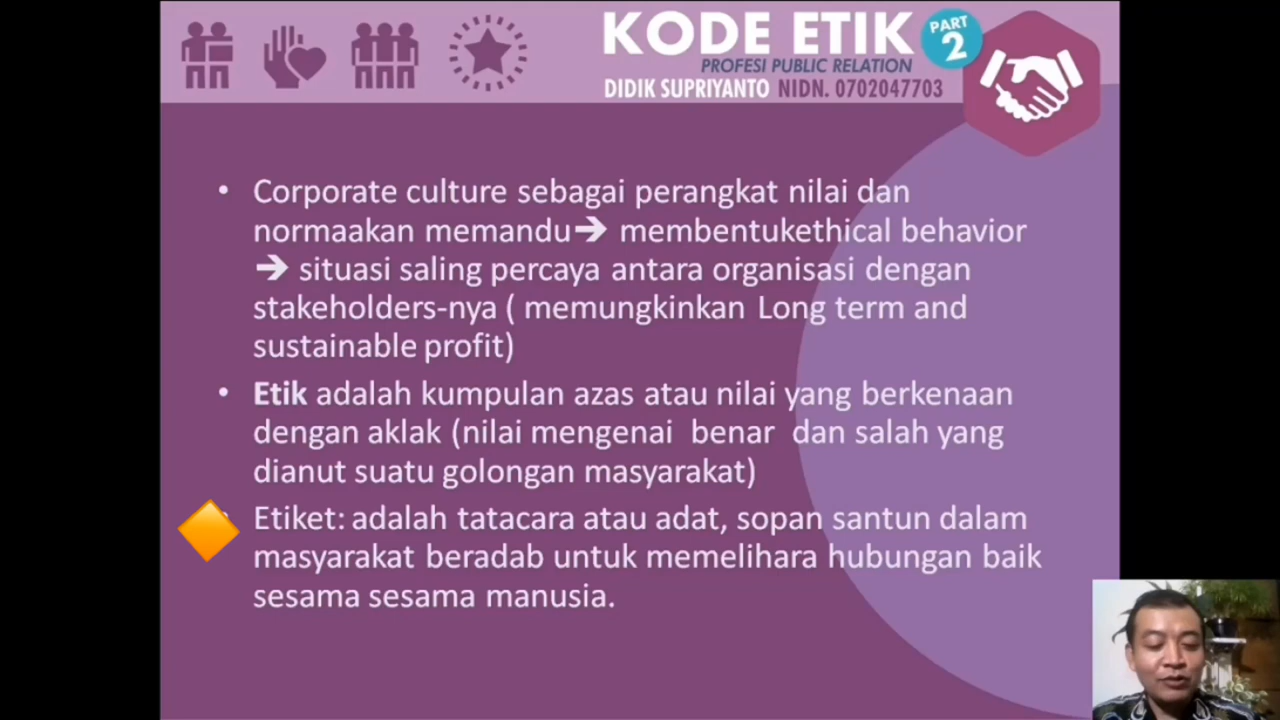 KODE ETIK
PART 2
PROFESI PUBLIC RELATION
DIDIK SUPRIYANTO NIDN. 0702047703
• Corporate culture sebagai perangkat nilai dan
normaakan memandu➔ membentukethical behavior
➔ situasi saling percaya antara organisasi dengan
stakeholders-nya ( memungkinkan Long term and
sustainable profit)
• Etik adalah kumpulan azas atau nilai yang berkenaan
dengan aklak (nilai mengenai benar dan salah yang
dianut suatu golongan masyarakat)
Etiket: adalah tatacara atau adat, sopan santun dalam
masyarakat beradab untuk memelihara hubungan baik
sesama sesama manusia.